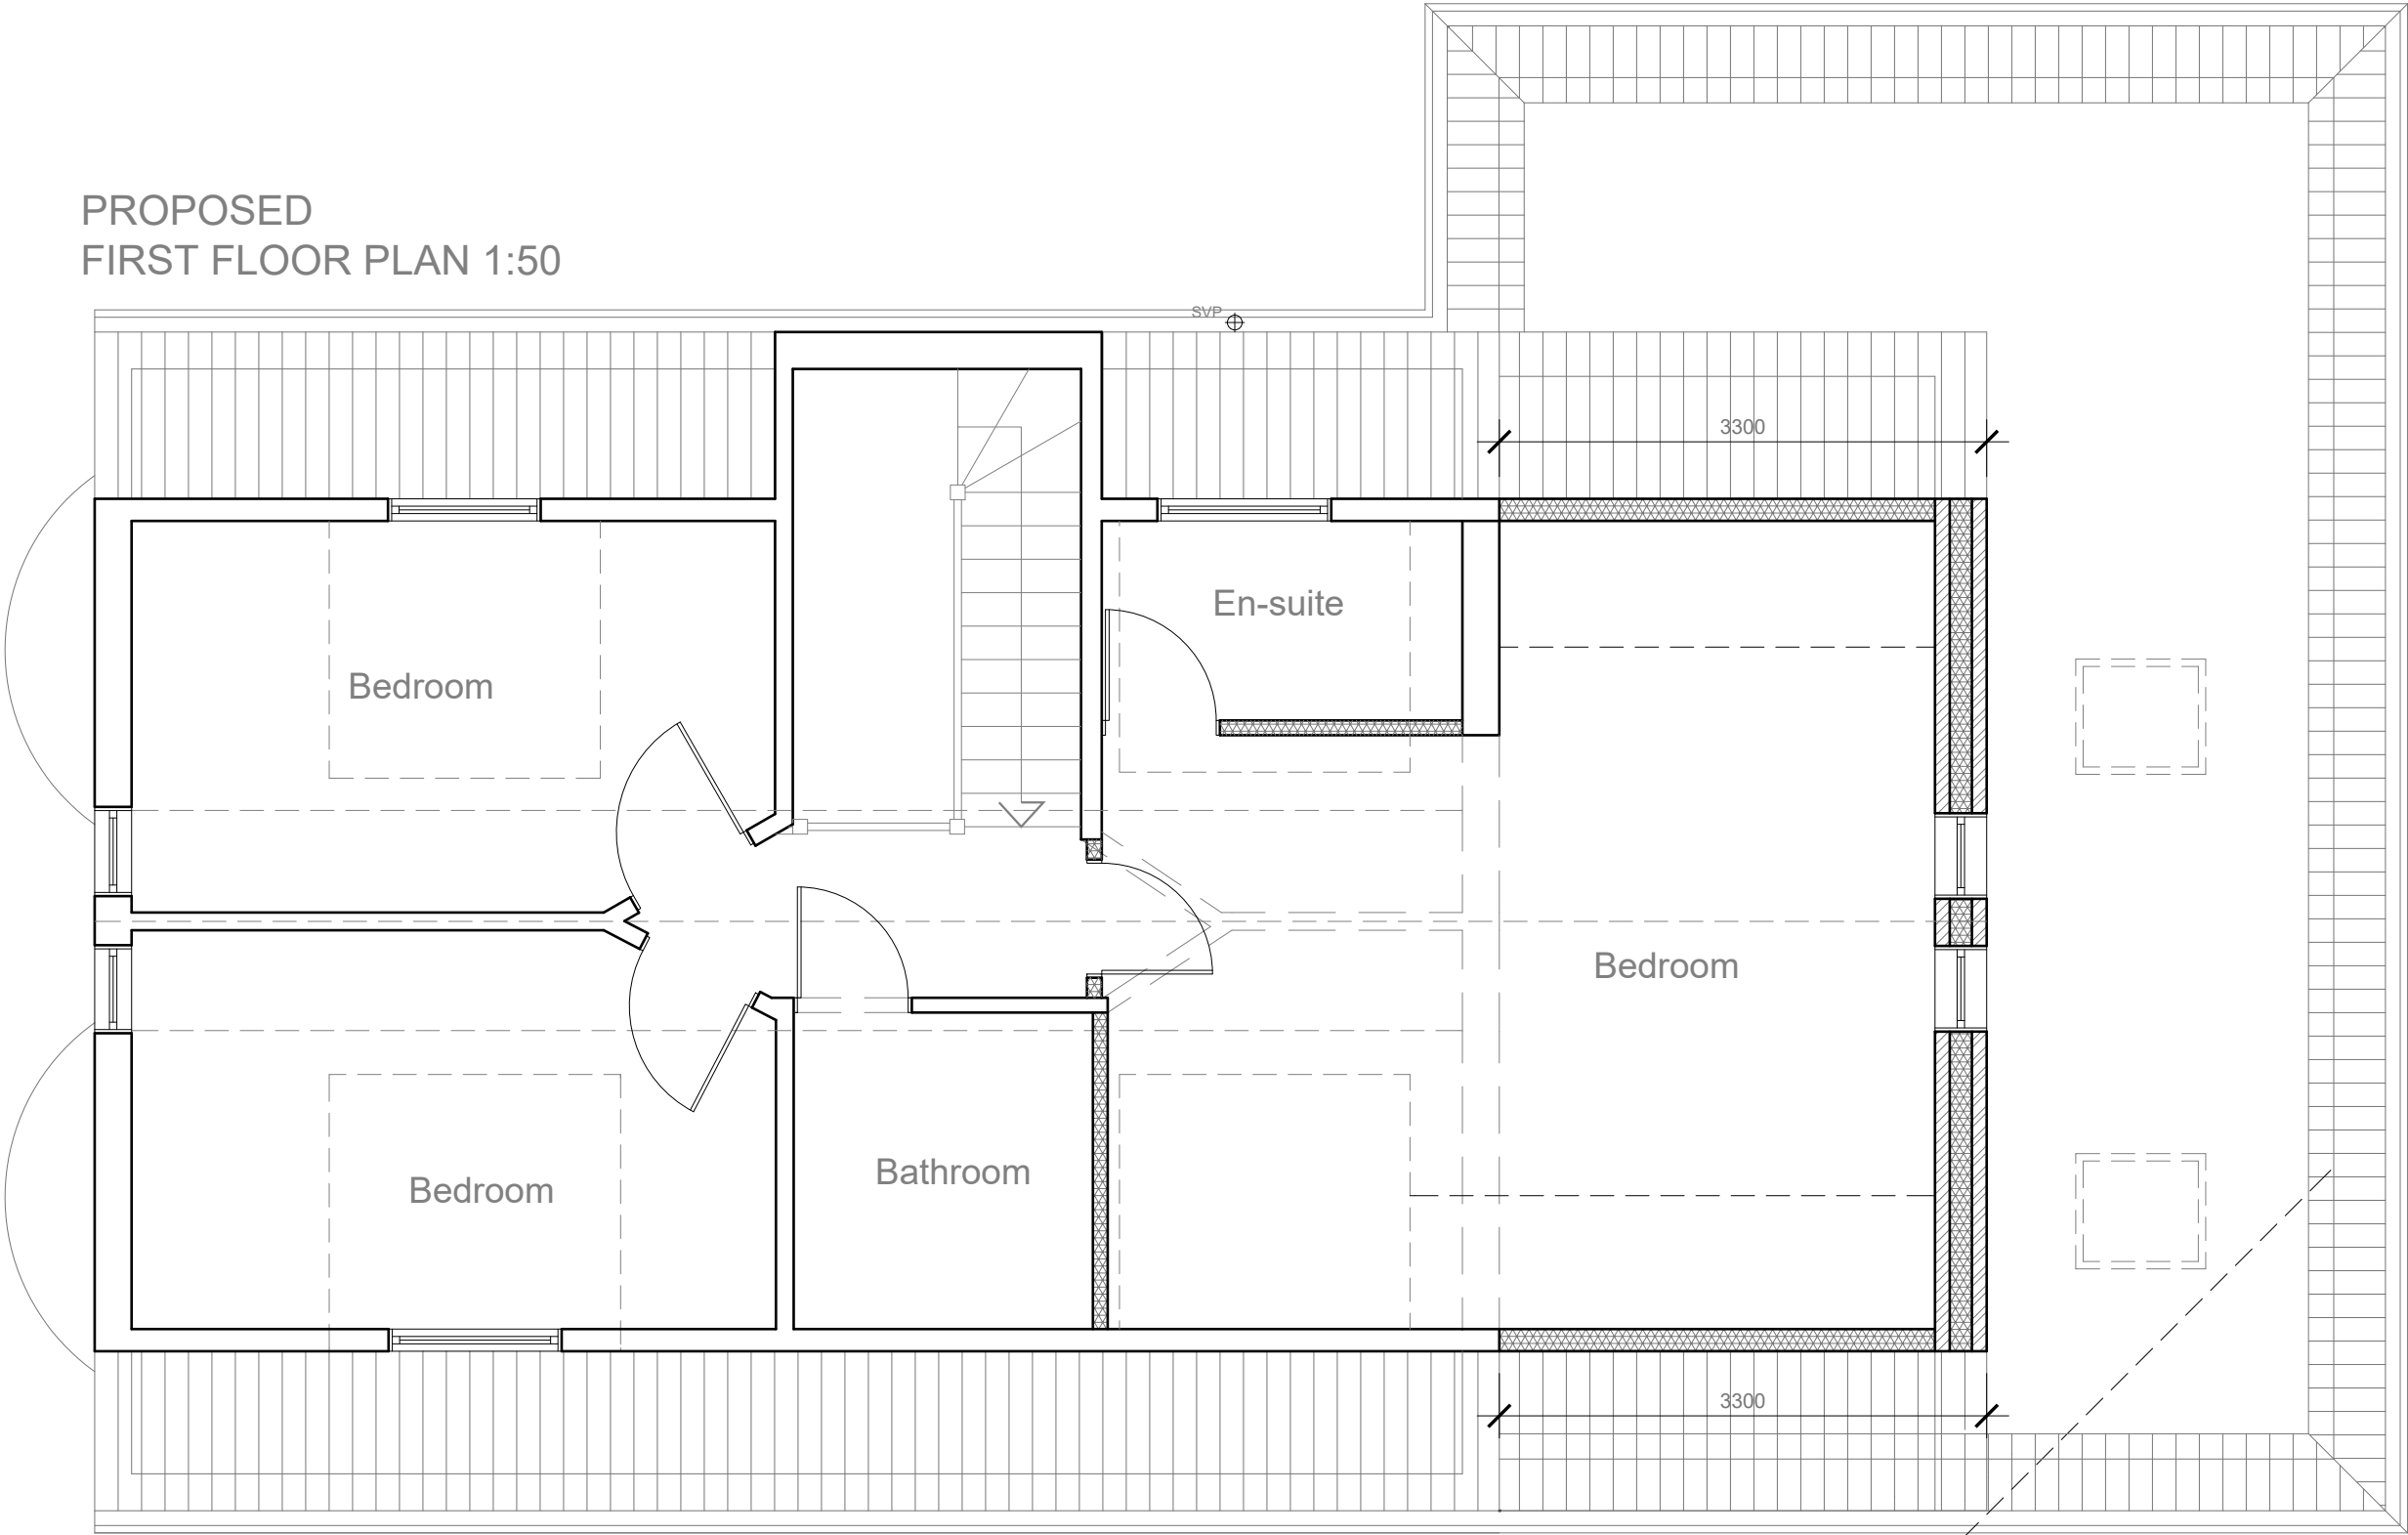 PROPOSED
FIRST FLOOR PLAN 1:50
SVP
3300
En-suite
Bedroom
Bedroom
Bathroom
Bedroom
3300